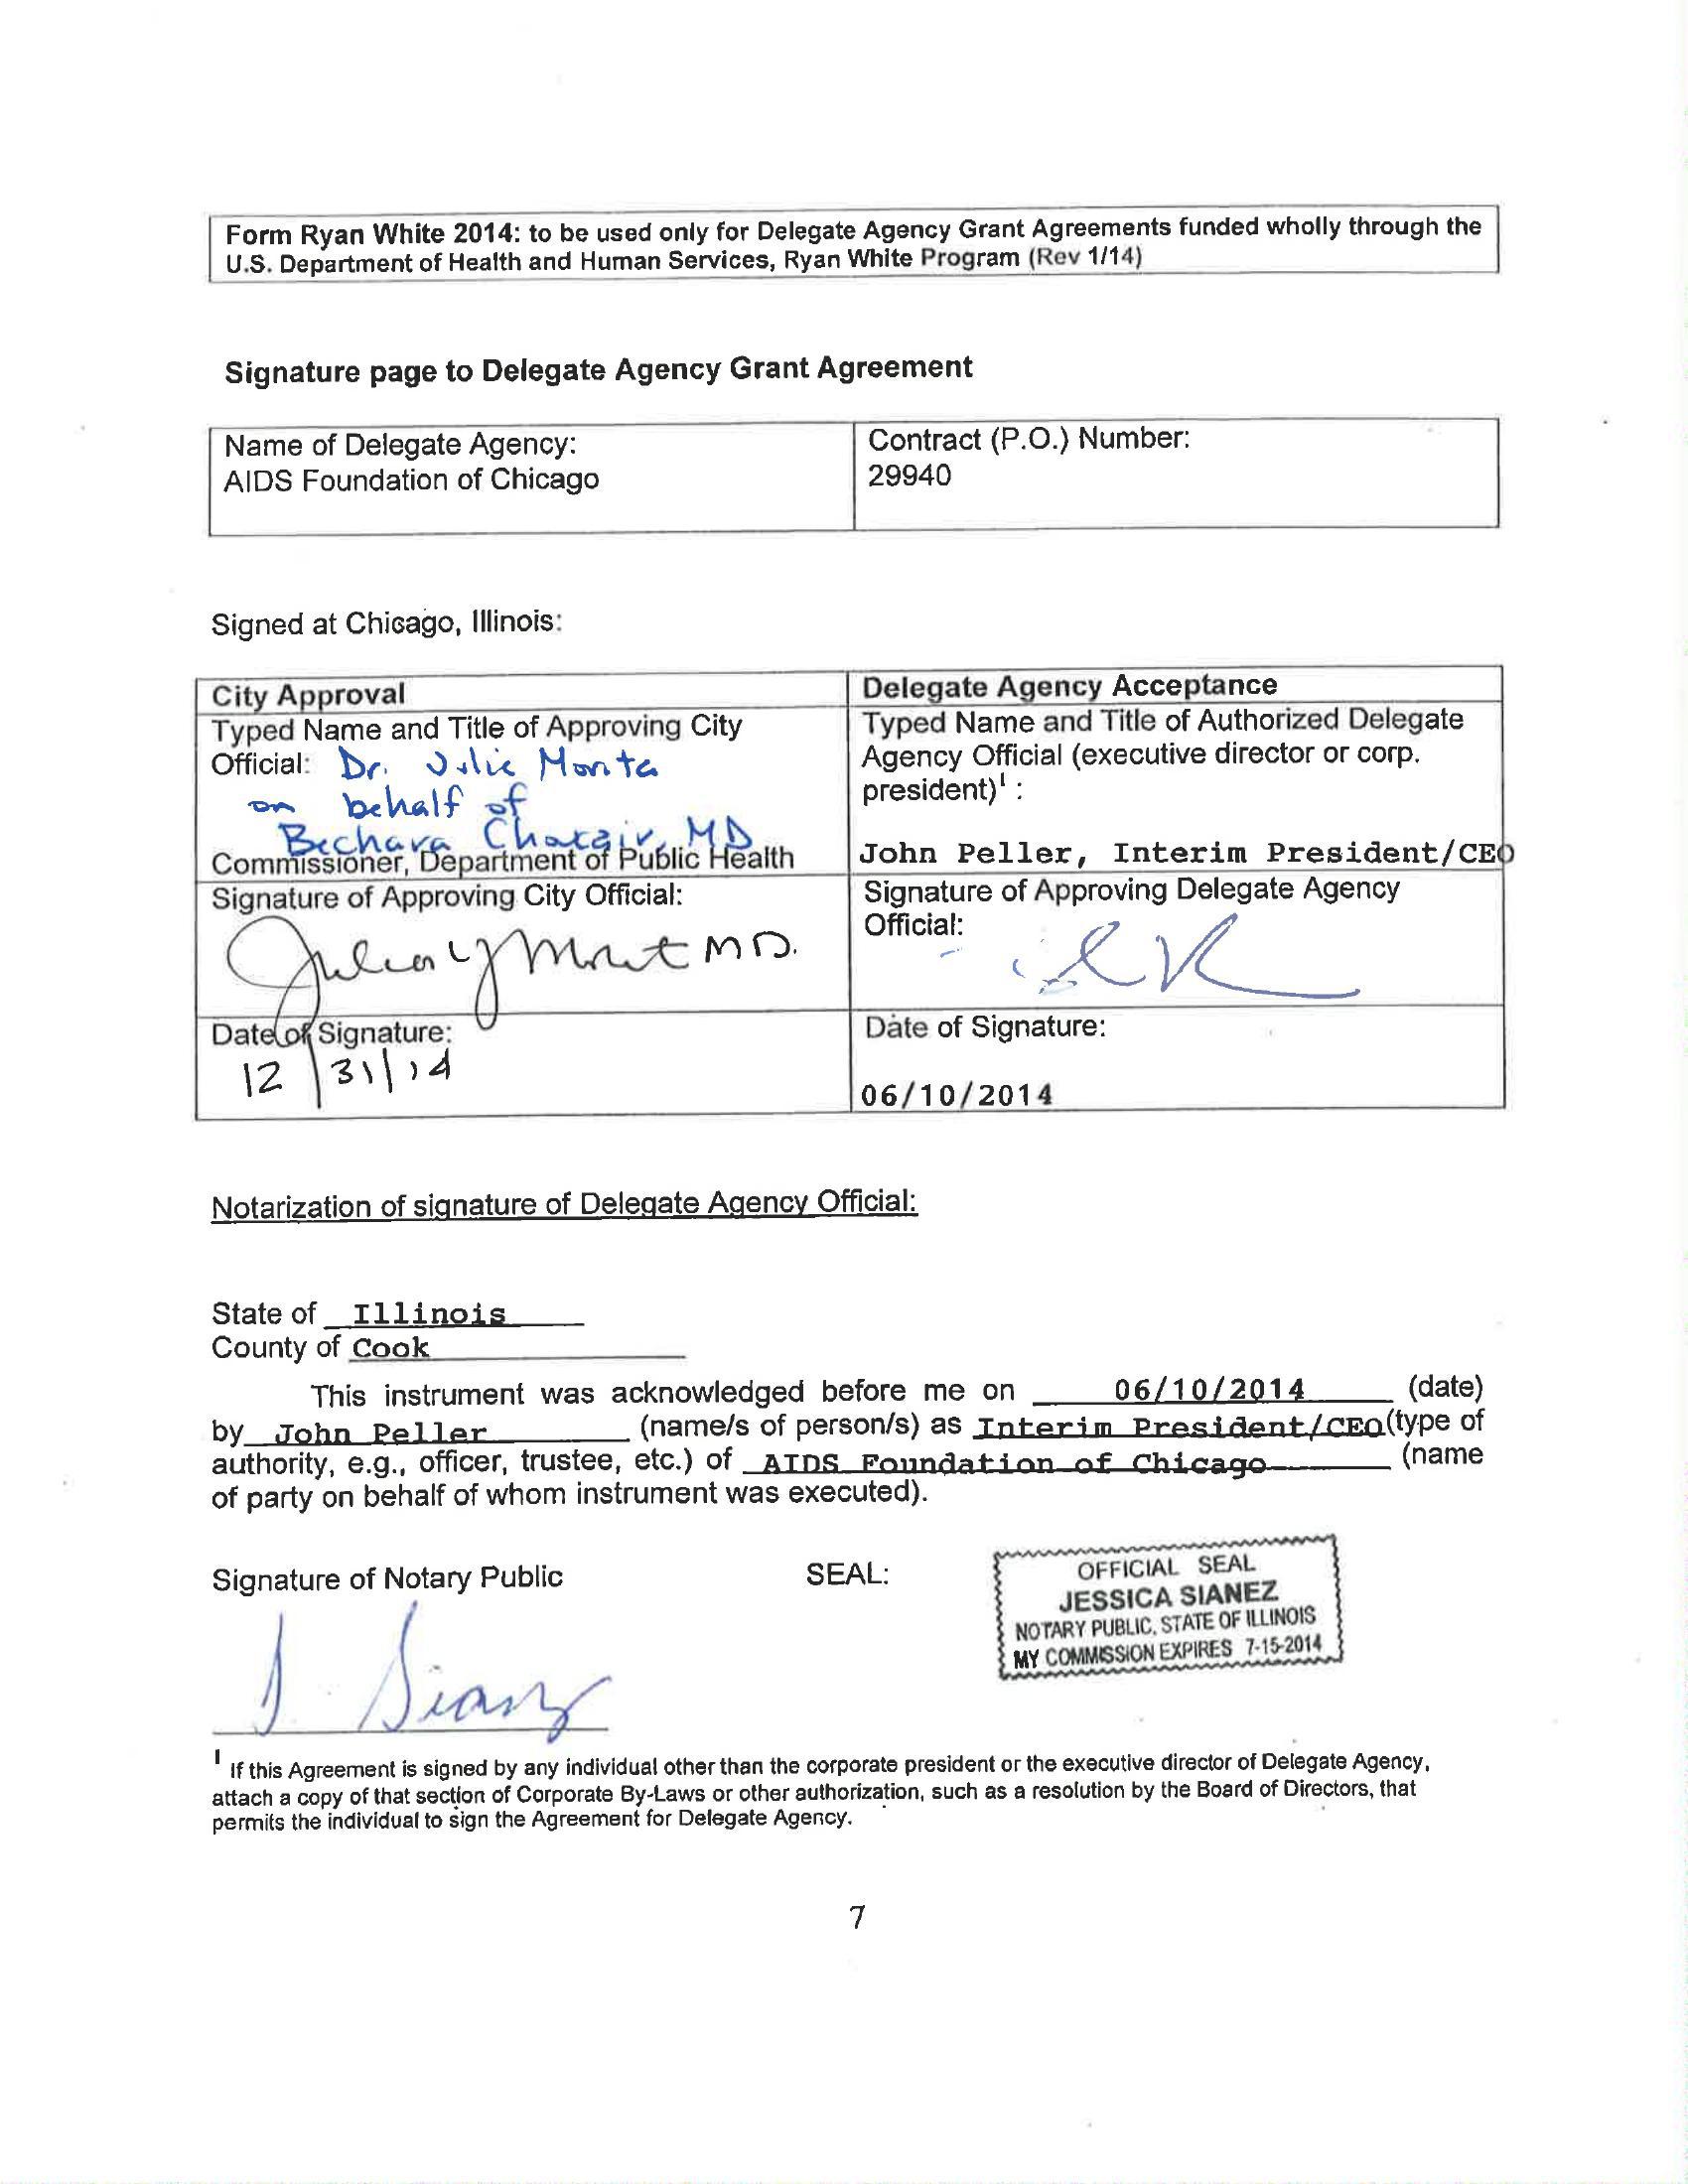 Form Ryan White 2014: to be used only for Delegate Agency Grant Agreements funded wholly through the
U.S. Department of Health and Human Services, Ryan White Program (Rev 1/14)
Signature page to Delegate Agency Grant Agreement
Name of Delegate Agency:
AIDS Foundation of Chicago
Contract (P.O.) Number:
29940
Signed at Chicago, Illinois:
City Approval
Typed Name and Title of Approving City
Official: Dr. Julie Morita
on behalf of
Bechara Choucair, MD
Commissioner, Department of Public Health
Signature of Approving City Official:
MD.
Date of Signature:
12/31/14
Delegate Agency Acceptance
Typed Name and Title of Authorized Delegate
Agency Official (executive director or corp.
president)¹ :
John Peller, Interim President/CEO
Signature of Approving Delegate Agency
Official:
Date of Signature:
06/10/2014
Notarization of signature of Delegate Agency Official:
State of Illinois
County of Cook
This instrument was acknowledged before me on 06/10/2014 (date)
by John Peller (name/s of person/s) as Interim President/CEO (type of
authority, e.g., officer, trustee, etc.) of AIDS Foundation of Chicago (name
of party on behalf of whom instrument was executed).
Signature of Notary Public
SEAL:
OFFICIAL SEAL
JESSICA SIANEZ
NOTARY PUBLIC, STATE OF ILLINOIS
MY COMMISSION EXPIRES 7-15-2014
J. Sianez
¹ If this Agreement is signed by any individual other than the corporate president or the executive director of Delegate Agency,
attach a copy of that section of Corporate By-Laws or other authorization, such as a resolution by the Board of Directors, that
permits the individual to sign the Agreement for Delegate Agency.
7